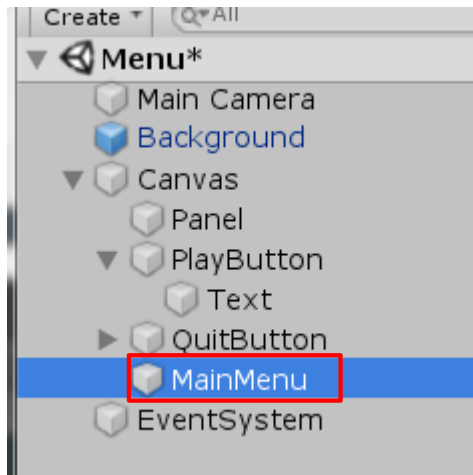 Create All
Menu*
Main Camera
Background
Canvas
Panel
PlayButton
Text
QuitButton
MainMenu
EventSystem